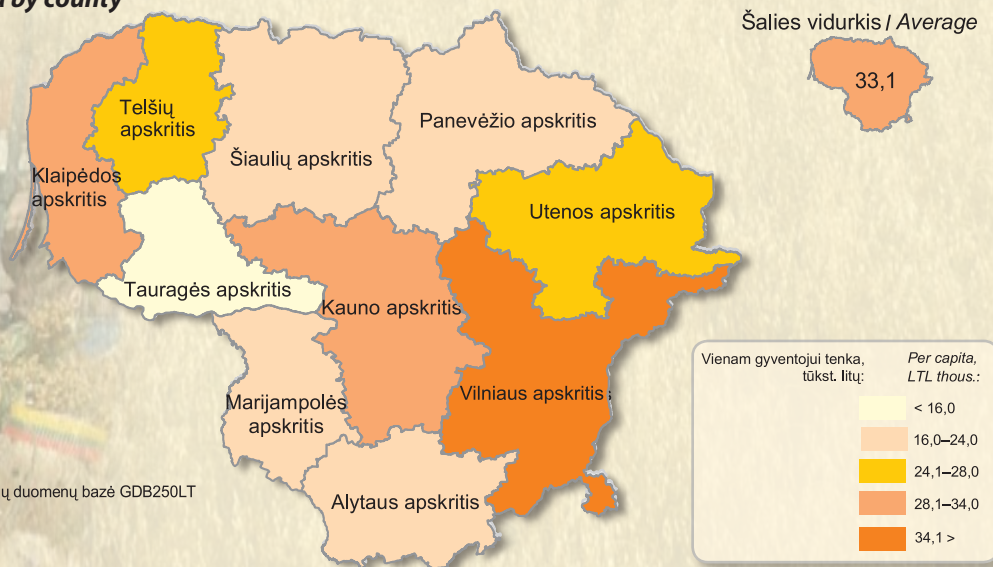 by county
Šalies vidurkis / Average
33,1
Telšių
apskritis
Šiaulių apskritis
Panevėžio apskritis
Klaipėdos
apskritis
Utenos apskritis
Tauragės apskritis
Kauno apskritis
Vilniaus apskritis
Marijampolės
apskritis
Alytaus apskritis
duomenų bazė GDB250LT
Vienam gyventojui tenka,
tūkst. litų:
Per capita,
LTL thous.:
< 16,0
16,0–24,0
24,1–28,0
28,1–34,0
34,1 >